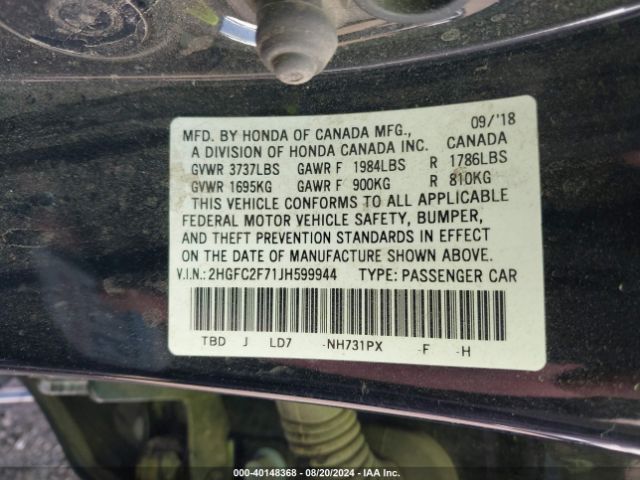 MFD. BY HONDA OF CANADA MFG., 09/'18
A DIVISION OF HONDA CANADA INC. CANADA
GVWR 3737LBS GAWR F 1984LBS R 1786LBS
GVWR 1695KG GAWR F 900KG R 810KG
THIS VEHICLE CONFORMS TO ALL APPLICABLE
FEDERAL MOTOR VEHICLE SAFETY, BUMPER,
AND THEFT PREVENTION STANDARDS IN EFFECT
ON THE DATE OF MANUFACTURE SHOWN ABOVE.
V.I.N.: 2HGFC2F71JH599944 TYPE: PASSENGER CAR
TBD J LD7 -NH731PX -F -H
000-40148368 - 08/20/2024 - IAA Inc.